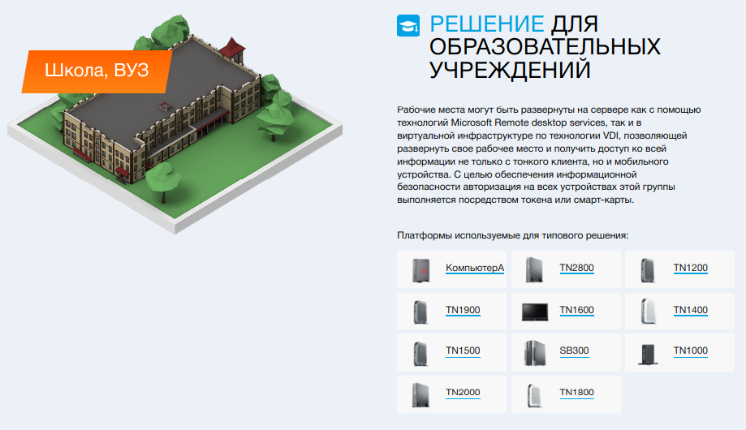 Школа, ВУЗ
РЕШЕНИЕ ДЛЯ
ОБРАЗОВАТЕЛЬНЫХ
УЧРЕЖДЕНИЙ
Рабочие места могут быть развернуты на сервере как с помощью
технологий Microsoft Remote desktop services, так и в
виртуальной инфраструктуре по технологии VDI, позволяющей
развернуть свое рабочее место и получить доступ ко всей
информации не только с тонкого клиента, но и мобильного
устройства. С целью обеспечения информационной
безопасности авторизация на всех устройствах этой группы
выполняется посредством токена или смарт-карты.
Платформы используемые для типового решения:
КомпьютерА TN2800 TN1200
TN1900 TN1600 TN1400
TN1500 SB300 TN1000
TN2000 TN1800